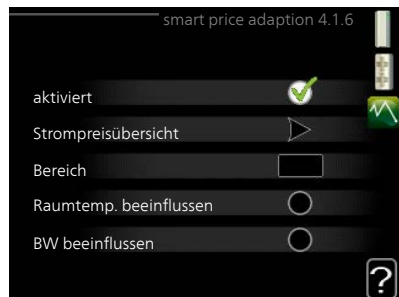 smart price adaption 4.1.6
aktiviert
Strompreisübersicht
Bereich
Raumtemp. beeinflussen
BW beeinflussen
?